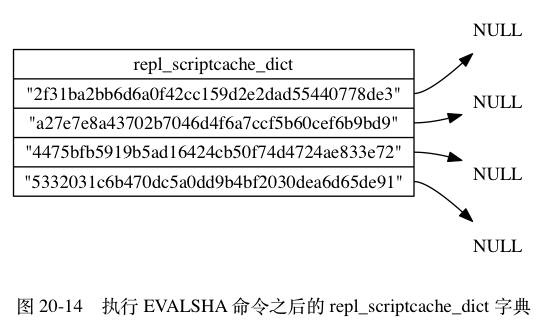 NULL
repl_scriptcache_dict
"2f31ba2bb6d6a0f42cc159d2e2dad55440778de3"
NULL
"a27e7e8a43702b7046d4f6a7ccf5b60cef6b9bd9"
"4475bfb5919b5ad16424cb50f74d4724ae833e72"
NULL
"5332031c6b470dc5a0dd9b4bf2030dea6d65de91"
NULL
图 20-14 执行 EVALSHA 命令之后的 repl_scriptcache_dict 字典